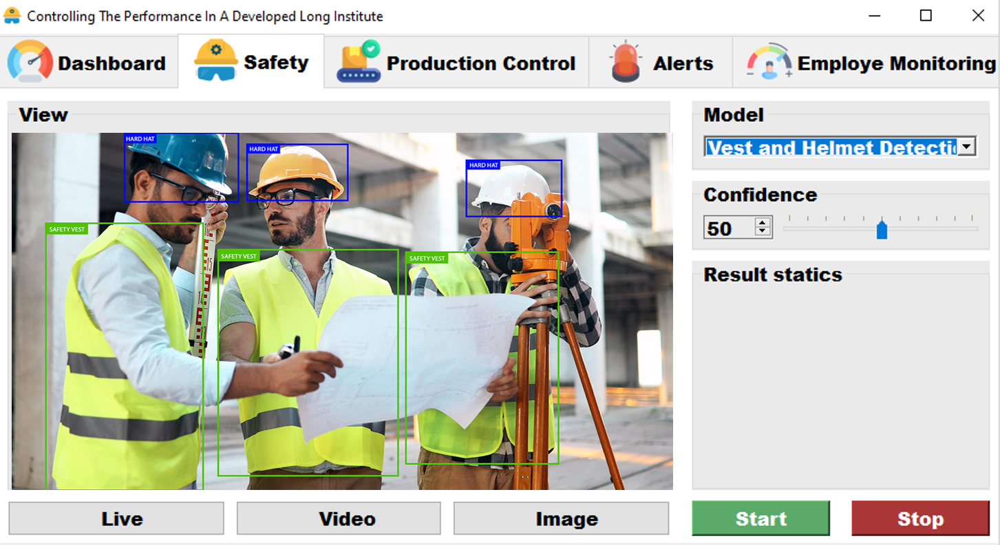 Controlling The Performance In A Developed Long Institute
Dashboard
Safety
Production Control
Alerts
Employe Monitoring
View
HARD HAT
HARD HAT
HARD HAT
SAFETY VEST
SAFETY VEST
SAFETY VEST
Model
Vest and Helmet Detectio
Confidence
50
Result statics
Live
Video
Image
Start
Stop